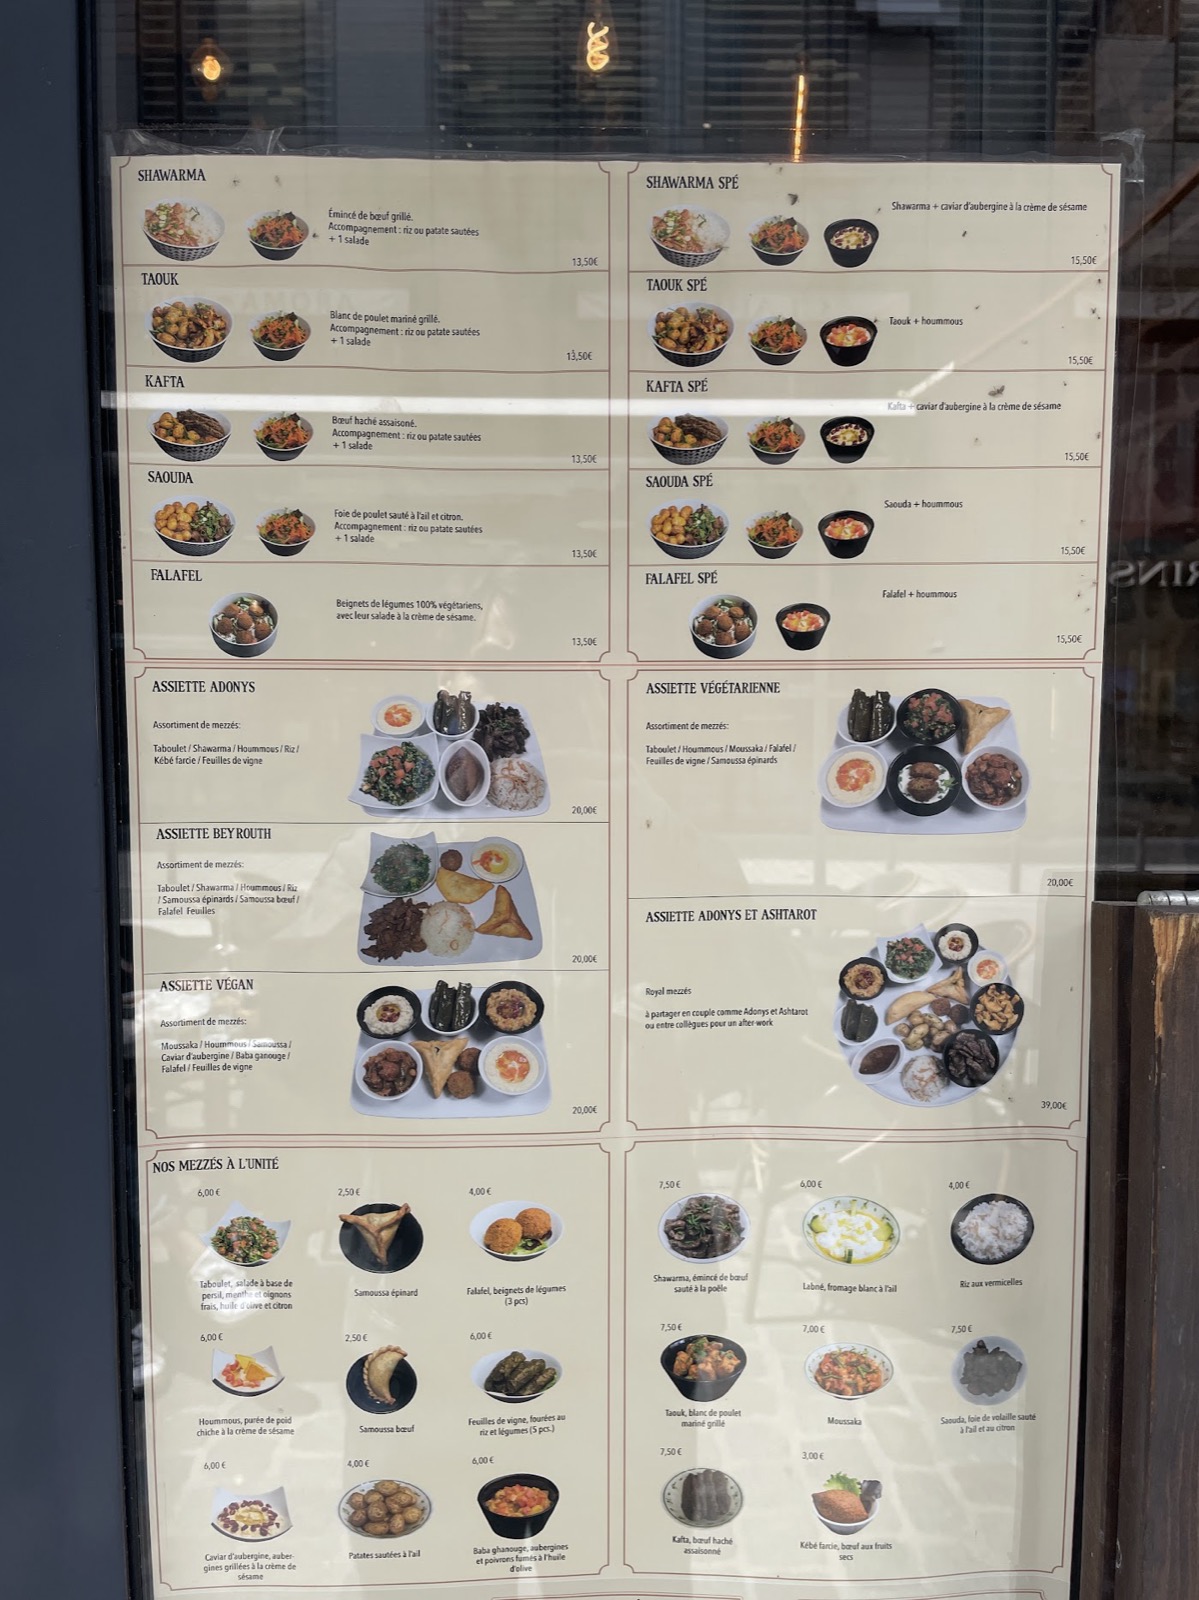 SHAWARMA
Émincé de bœuf grillé.
Accompagnement : riz ou patate sautées
+ 1 salade
13,50€
TAOUK
Blanc de poulet mariné grillé.
Accompagnement : riz ou patate sautées
+ 1 salade
13,50€
KAFTA
Bœuf haché assaisoné.
Accompagnement : riz ou patate sautées
+ 1 salade
13,50€
SAOUDA
Foie de poulet sauté à l'ail et citron.
Accompagnement : riz ou patate sautées
+ 1 salade
13,50€
FALAFEL
Beignets de légumes 100% végétariens,
avec leur salade à la crème de sésame.
13,50€
SHAWARMA SPÉ
Shawarma + caviar d'aubergine à la crème de sésame
15,50€
TAOUK SPÉ
Taouk + hoummous
15,50€
KAFTA SPÉ
Kafta + caviar d'aubergine à la crème de sésame
15,50€
SAOUDA SPÉ
Saouda + hoummous
15,50€
FALAFEL SPÉ
Falafel + hoummous
15,50€
ASSIETTE ADONYS
Assortiment de mezzés:
Taboulet / Shawarma / Hoummous / Riz /
Kébé farcie / Feuilles de vigne
20,00€
ASSIETTE BEYROUTH
Assortiment de mezzés:
Taboulet / Shawarma / Hoummous / Riz
/ Samoussa épinards / Samoussa bœuf /
Falafel Feuilles
20,00€
ASSIETTE VÉGAN
Assortiment de mezzés:
Moussaka / Hoummous / Samoussa /
Caviar d'aubergine / Baba ganouge /
Falafel / Feuilles de vigne
20,00€
ASSIETTE VÉGÉTARIENNE
Assortiment de mezzés:
Taboulet / Hoummous / Moussaka / Falafel /
Feuilles de vigne / Samoussa épinards
20,00€
ASSIETTE ADONYS ET ASHTAROT
Royal mezzés
à partager en couple comme Adonys et Ashtarot
ou entre collègues pour un after-work
39,00€
NOS MEZZÉS À L'UNITÉ
6,00 €
Taboulet, salade à base de
persil, menthe et oignons
frais, huile d'olive et citron
2,50 €
Samoussa épinard
4,00 €
Falafel, beignets de légumes
(3 pcs)
6,00 €
Hoummous, purée de poid
chiche à la crème de sésame
2,50 €
Samoussa bœuf
6,00 €
Feuilles de vigne, fourées au
riz et légumes (5 pcs.)
6,00 €
Caviar d'aubergine, auber-
gines grillées à la crème de
sésame
4,00 €
Patates sautées à l'ail
6,00 €
Baba ghanouge, aubergines
et poivrons fumés à l'huile
d'olive
7,50 €
Shawarma, émincé de bœuf
sauté à la poêle
6,00 €
Labné, fromage blanc à l'ail
4,00 €
Riz aux vermicelles
7,50 €
Taouk, blanc de poulet
mariné grillé
7,00 €
Moussaka
7,50 €
Saouda, foie de volaille sauté
à l'ail et au citron
7,50 €
Kafta, bœuf haché
assaisonné
3,00 €
Kébé farcie, bœuf aux fruits
secs